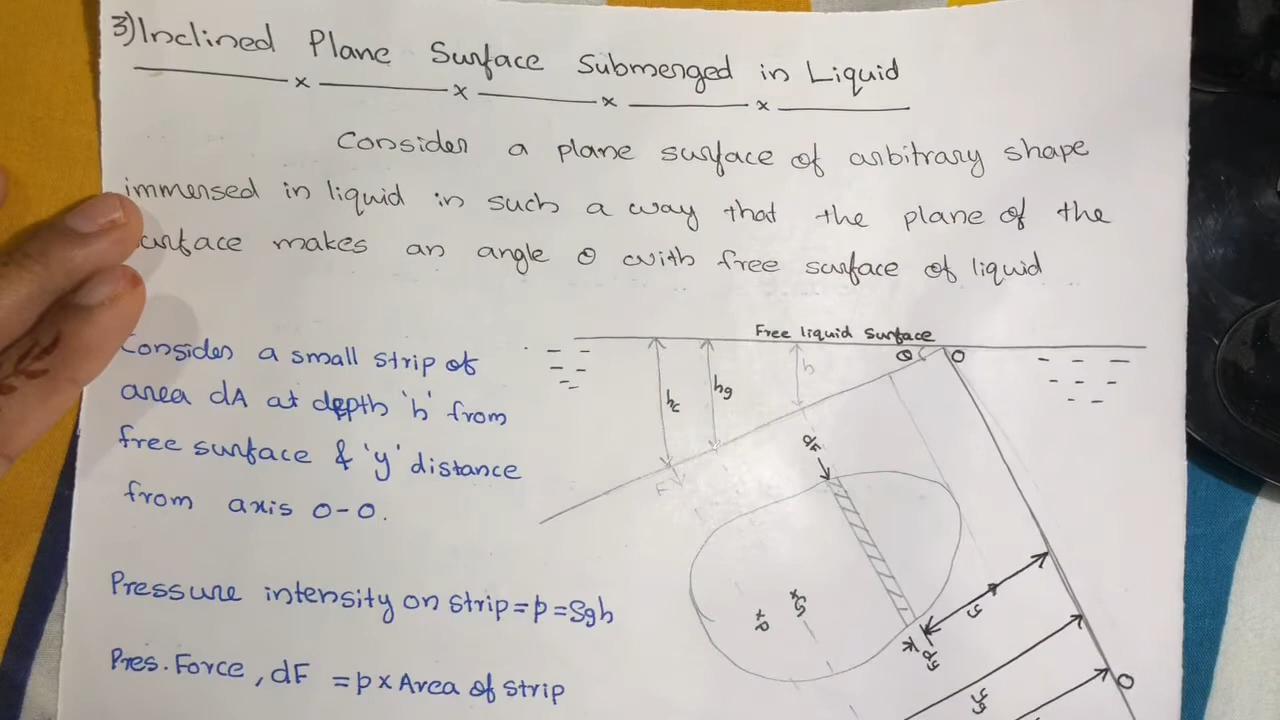 3) Inclined Plane Surface Submerged in Liquid
Consider a plane surface of arbitrary shape
immersed in liquid in such a way that the plane of the
surface makes an angle θ with free surface of liquid
Consider a small strip of
area dA at depth 'h' from
free surface & 'y' distance
from axis O-O.
Pressure intensity on strip = p = ρgh
Pres. Force, dF = p x Area of strip
Free liquid Surface
θ
O
hc
hg
h
dF
F
G
P
y
dy
yg
O